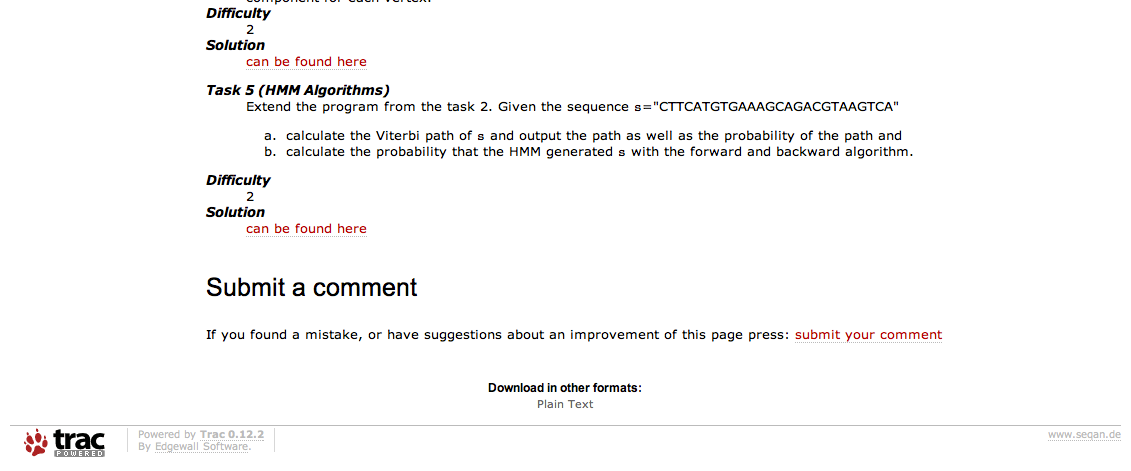 Difficulty
2
Solution
can be found here
Task 5 (HMM Algorithms)
Extend the program from the task 2. Given the sequence s="CTTCATGTGAAAGCAGACGTAAGTCA"
a. calculate the Viterbi path of s and output the path as well as the probability of the path and
b. calculate the probability that the HMM generated s with the forward and backward algorithm.
Difficulty
2
Solution
can be found here
Submit a comment
If you found a mistake, or have suggestions about an improvement of this page press: submit your comment
Download in other formats:
Plain Text
trac
POWERED
Powered by Trac 0.12.2
By Edgewall Software.
www.seqan.de